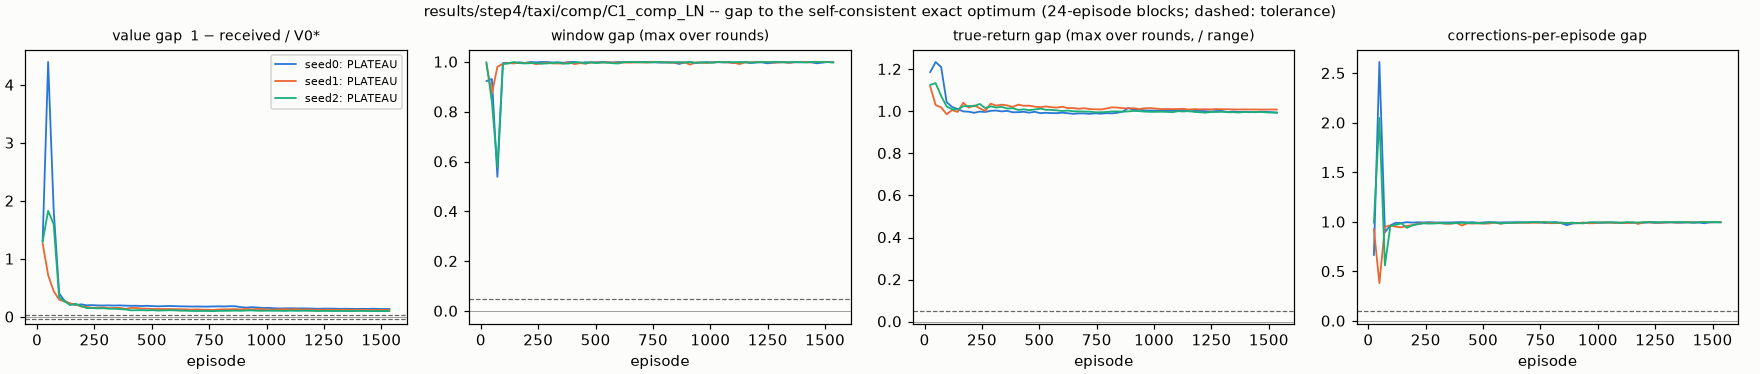 results/step4/taxi/comp/C1_comp_LN -- gap to the self-consistent exact optimum (24-episode blocks; dashed: tolerance)
value gap  1 − received / V0*
4
3
2
1
0
seed0: PLATEAU
seed1: PLATEAU
seed2: PLATEAU
0 250 500 750 1000 1250 1500
episode
window gap (max over rounds)
1.0
0.8
0.6
0.4
0.2
0.0
0 250 500 750 1000 1250 1500
episode
true-return gap (max over rounds, / range)
1.2
1.0
0.8
0.6
0.4
0.2
0.0
0 250 500 750 1000 1250 1500
episode
corrections-per-episode gap
2.5
2.0
1.5
1.0
0.5
0.0
0 250 500 750 1000 1250 1500
episode